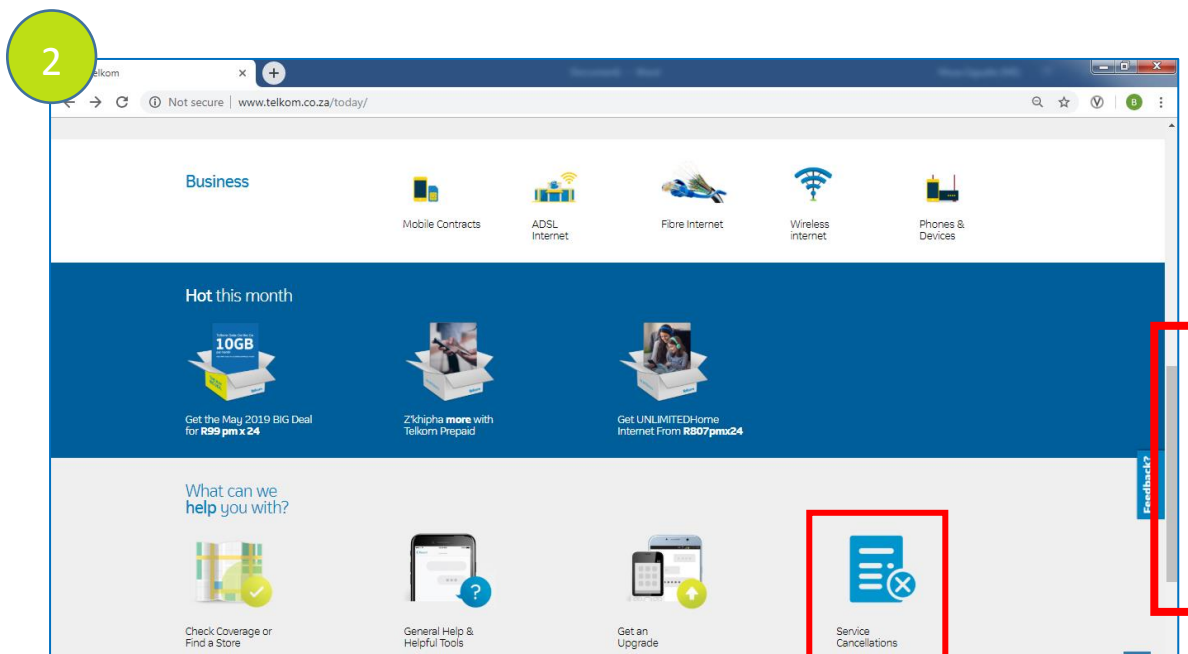 2
elkom
Not secure | www.telkom.co.za/today/
B
Business
Mobile Contracts
ADSL
Internet
Fibre Internet
Wireless
internet
Phones &
Devices
Hot this month
10GB
Get the May 2019 BIG Deal
for R99 pm x 24
Z'khipha more with
Telkom Prepaid
Get UNLIMITEDHome
Internet From R807pmx24
Feedback?
What can we
help you with?
?
Check Coverage or
Find a Store
General Help &
Helpful Tools
Get an
Upgrade
Service
Cancellations